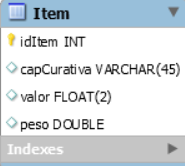 Item
idItem INT
capCurativa VARCHAR(45)
valor FLOAT(2)
peso DOUBLE
Indexes